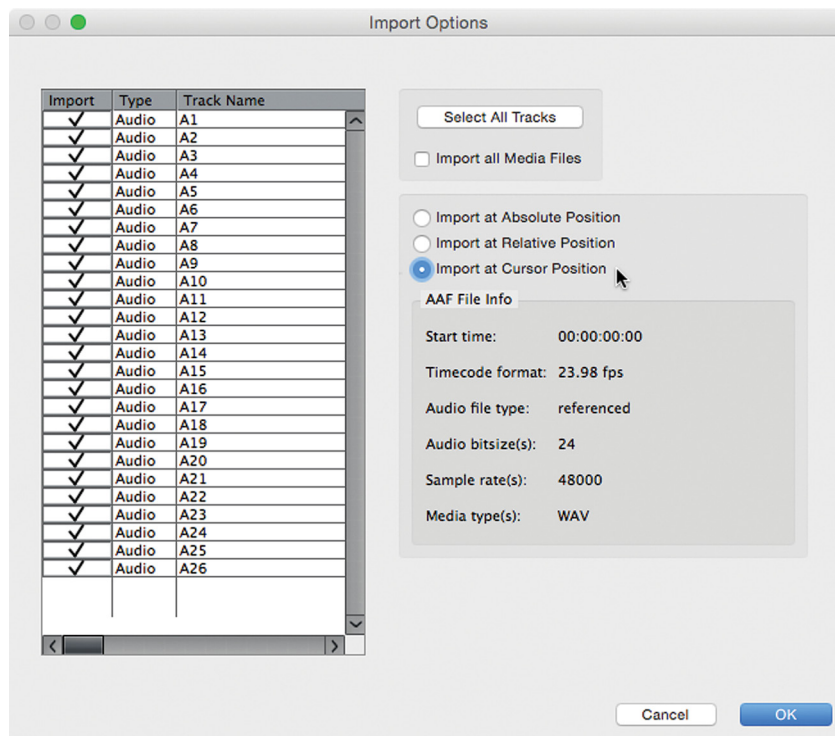 Import Options
Import Type Track Name
Audio A1
Audio A2
Audio A3
Audio A4
Audio A5
Audio A6
Audio A7
Audio A8
Audio A9
Audio A10
Audio A11
Audio A12
Audio A13
Audio A14
Audio A15
Audio A16
Audio A17
Audio A18
Audio A19
Audio A20
Audio A21
Audio A22
Audio A23
Audio A24
Audio A25
Audio A26
Select All Tracks
Import all Media Files
Import at Absolute Position
Import at Relative Position
Import at Cursor Position
AAF File Info
Start time: 00:00:00:00
Timecode format: 23.98 fps
Audio file type: referenced
Audio bitsize(s): 24
Sample rate(s): 48000
Media type(s): WAV
Cancel OK